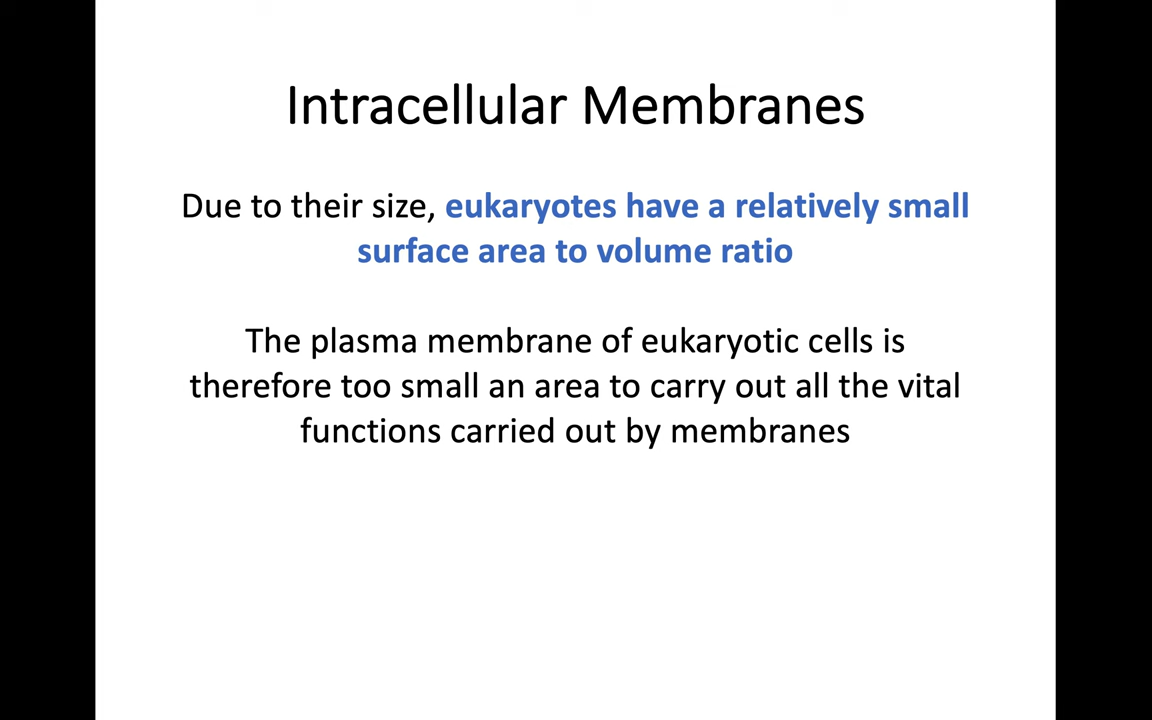 Intracellular Membranes
Due to their size, eukaryotes have a relatively small
surface area to volume ratio
The plasma membrane of eukaryotic cells is
therefore too small an area to carry out all the vital
functions carried out by membranes